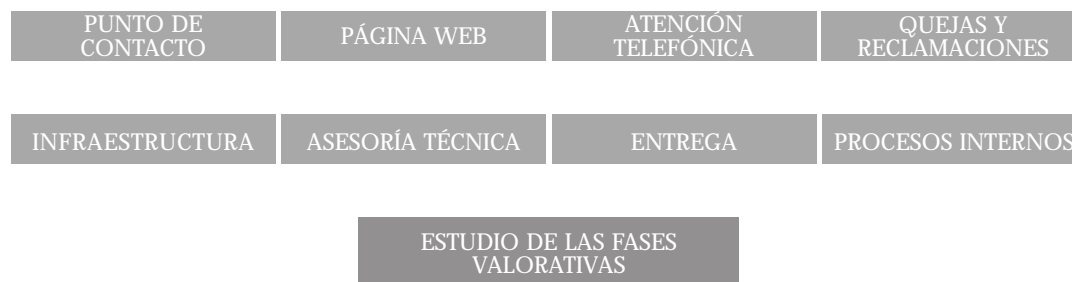 PUNTO DE
CONTACTO
PÁGINA WEB
ATENCIÓN
TELEFÓNICA
QUEJAS Y
RECLAMACIONES
INFRAESTRUCTURA
ASESORÍA TÉCNICA
ENTREGA
PROCESOS INTERNOS
ESTUDIO DE LAS FASES
VALORATIVAS